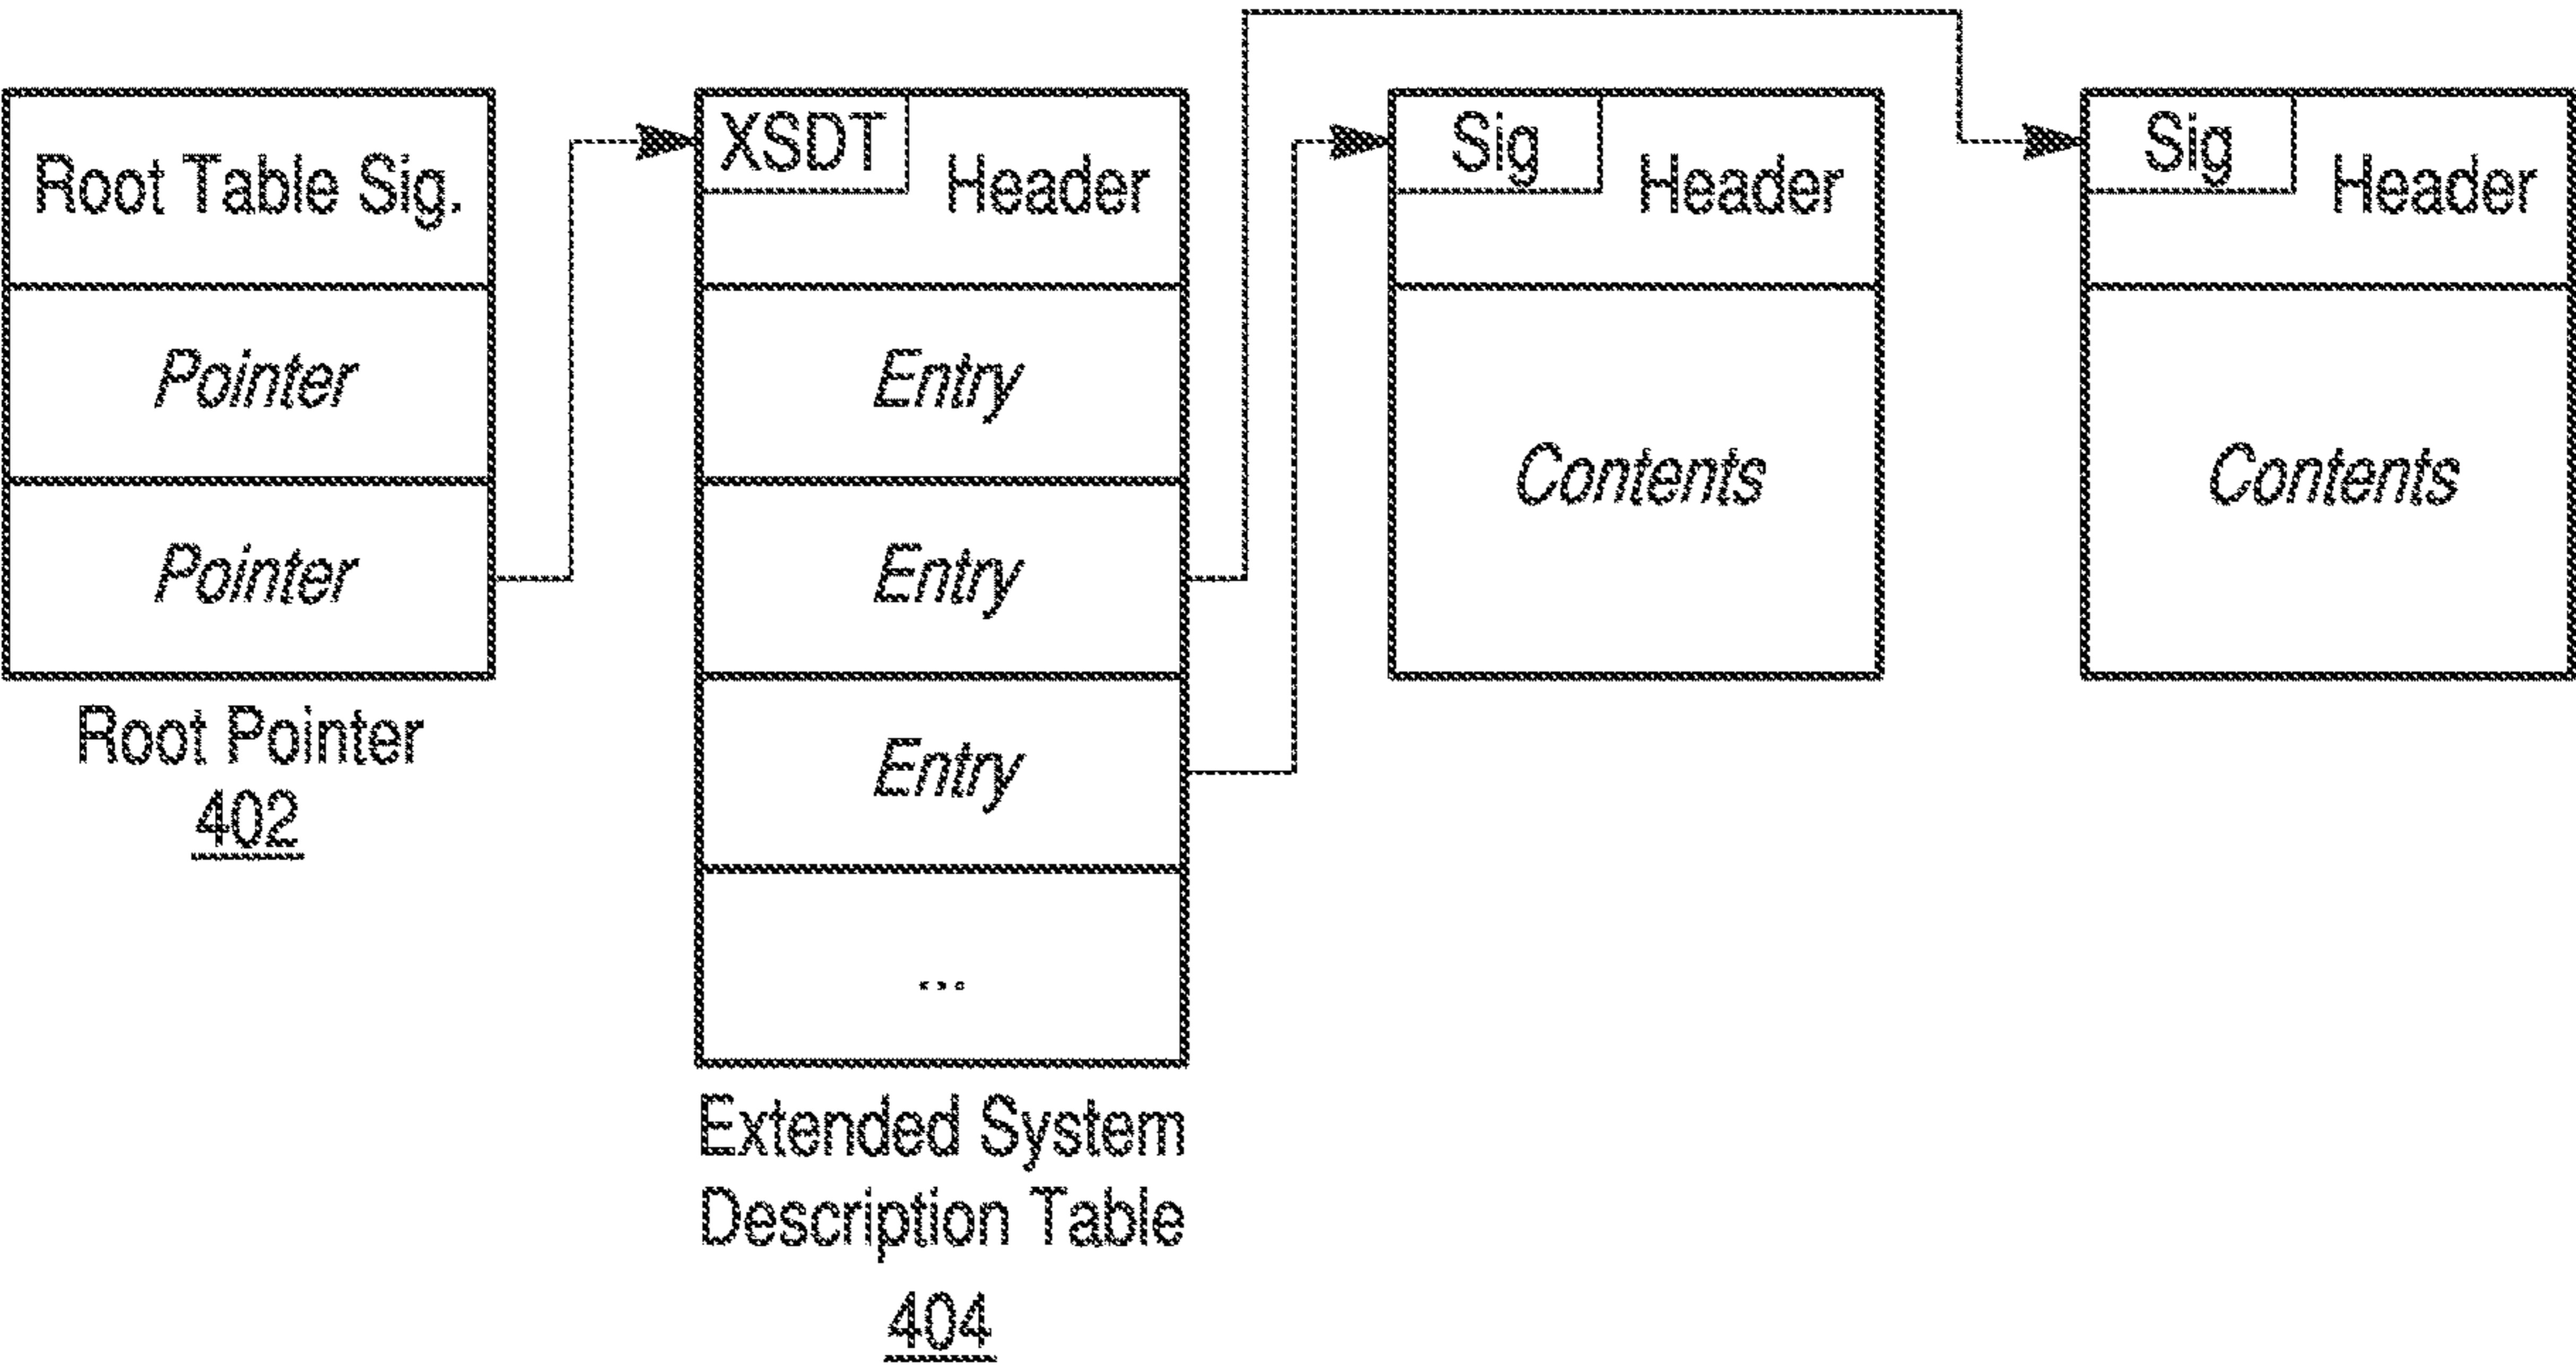 Root Table Sig.
Pointer
Pointer
Root Pointer
402
XSDT
Header
Entry
Entry
Entry
...
Extended System
Description Table
404
Sig
Header
Contents
Sig
Header
Contents